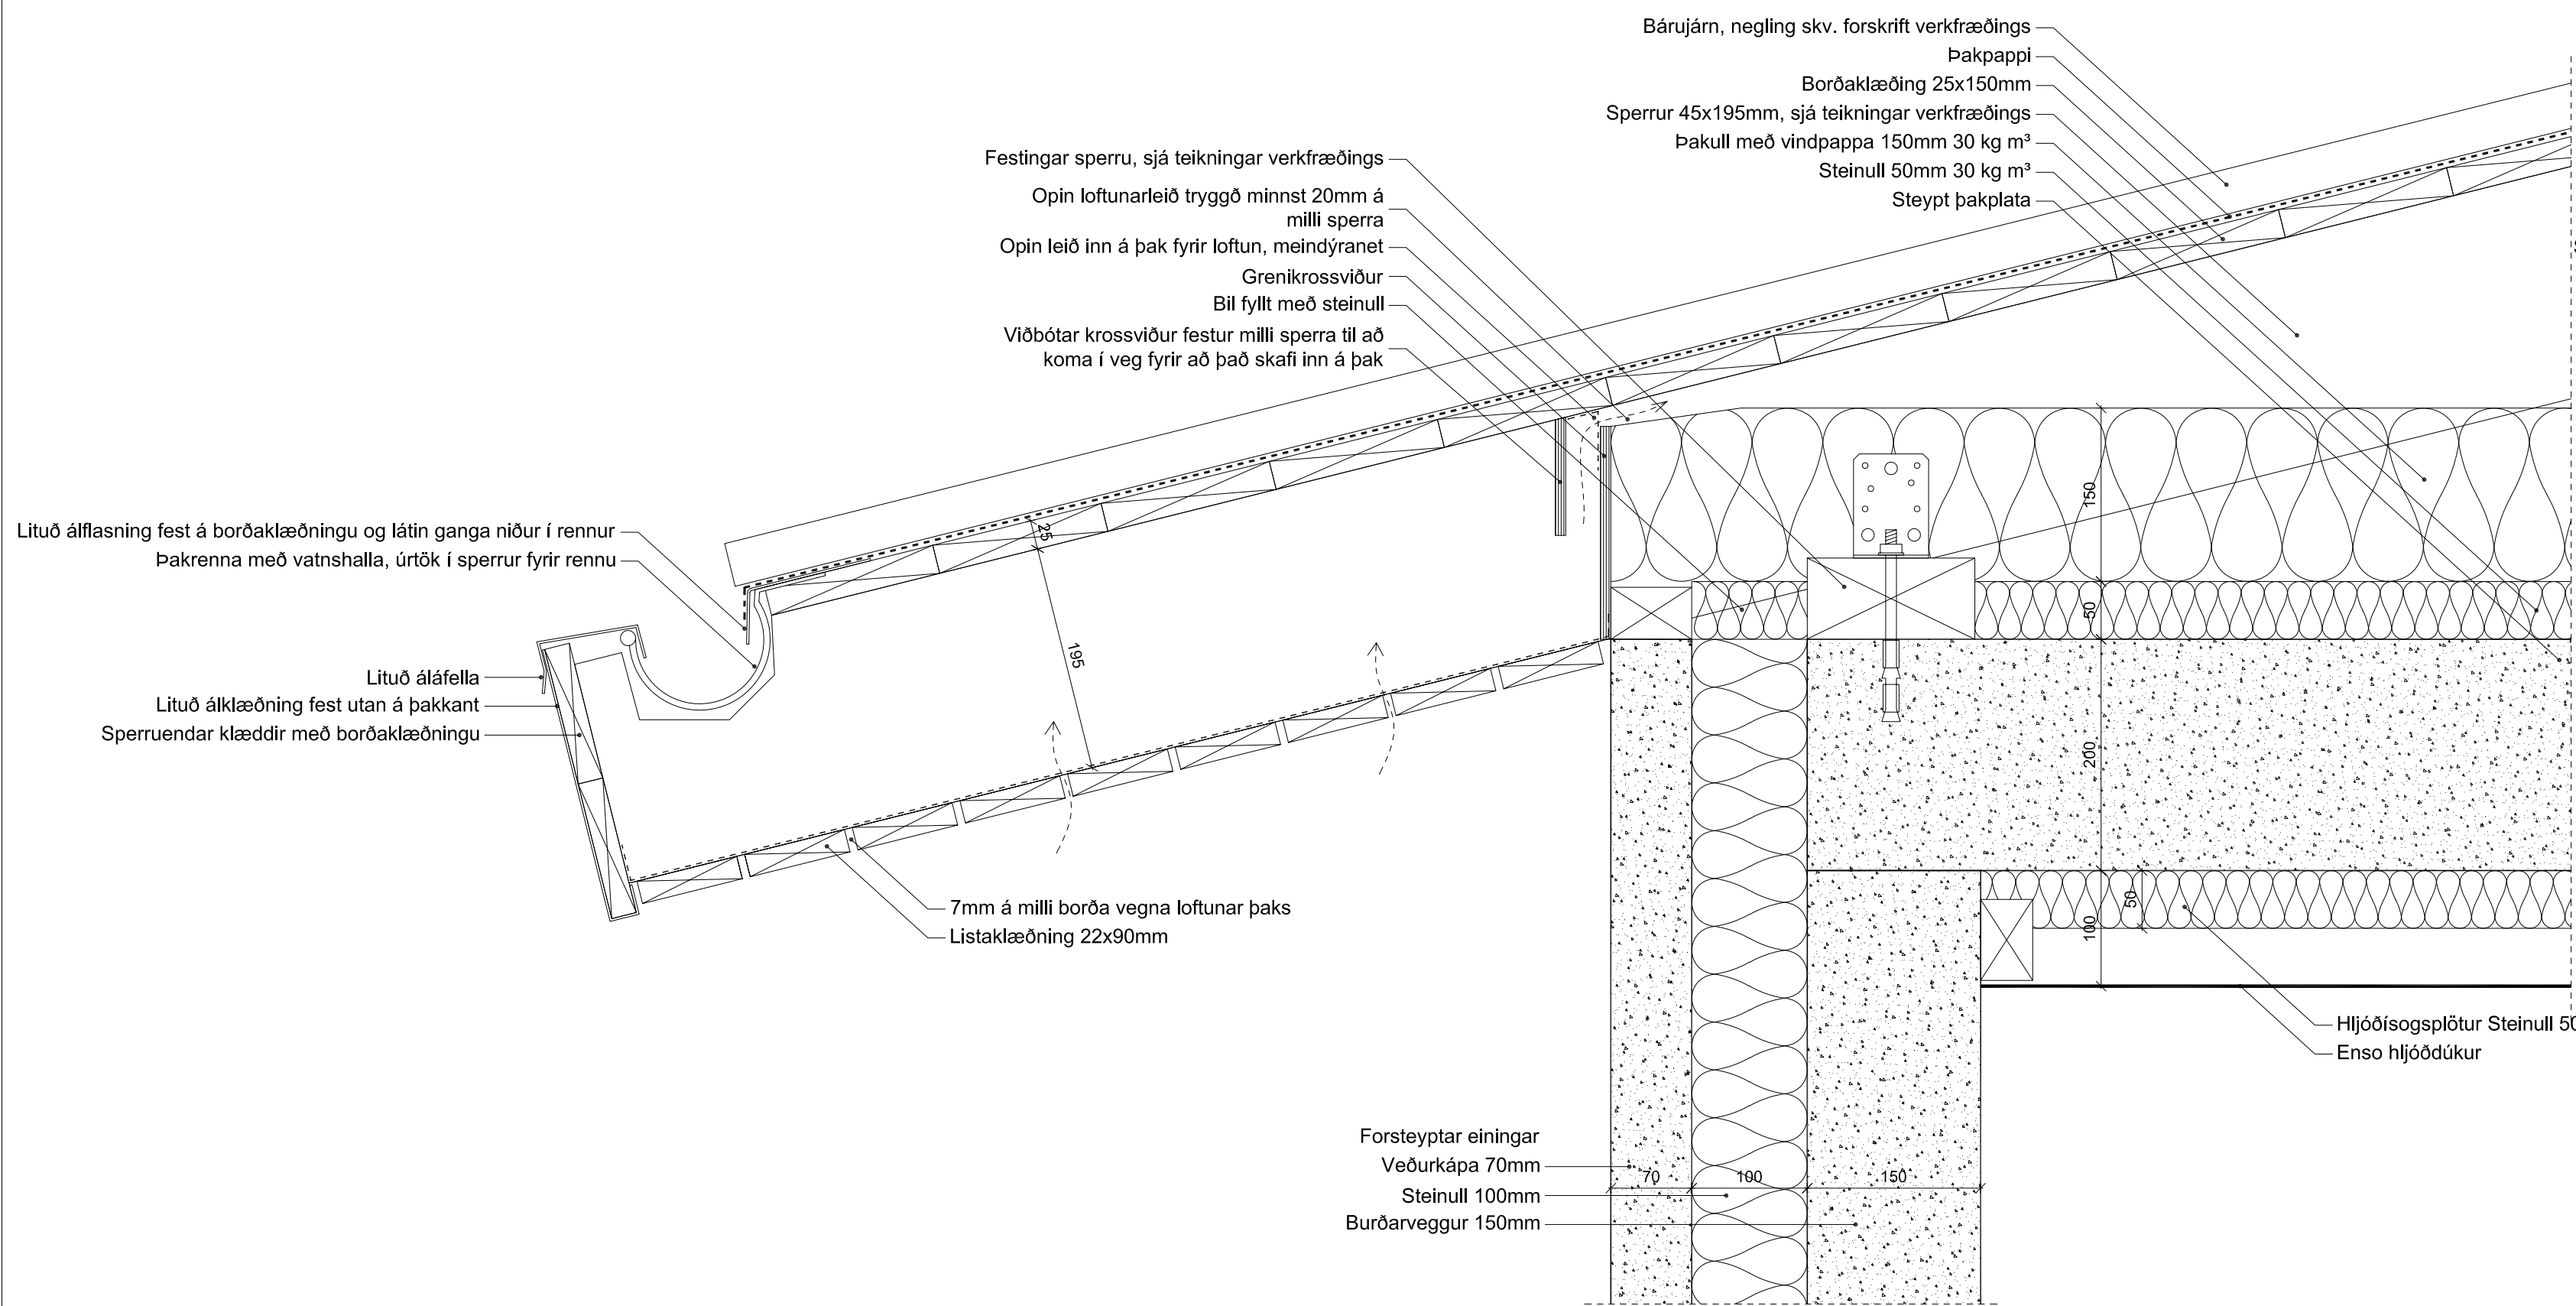 Bárujárn, negling skv. forskrift verkfræðings
Þakpappi
Borðaklæðing 25x150mm
Sperrur 45x195mm, sjá teikningar verkfræðings
Þakull með vindpappa 150mm 30 kg m³
Steinull 50mm 30 kg m³
Steypt þakplata
Festingar sperru, sjá teikningar verkfræðings
Opin loftunarleið tryggð minnst 20mm á
milli sperra
Opin leið inn á þak fyrir loftun, meindýranet
Grenikrossviður
Bil fyllt með steinull
Viðbótar krossviður festur milli sperra til að
koma í veg fyrir að það skafi inn á þak
Lituð álflasning fest á borðaklæðningu og látin ganga niður í rennur
Þakrenna með vatnshalla, úrtök í sperrur fyrir rennu
Lituð áláfella
Lituð álklæðning fest utan á þakkant
Sperruendar klæddir með borðaklæðningu
25
195
150
50
200
100
50
7mm á milli borða vegna loftunar þaks
Listaklæðning 22x90mm
Hljóðísogsplötur Steinull 50
Enso hljóðdúkur
Forsteyptar einingar
Veðurkápa 70mm
Steinull 100mm
Burðarveggur 150mm
70
100
150